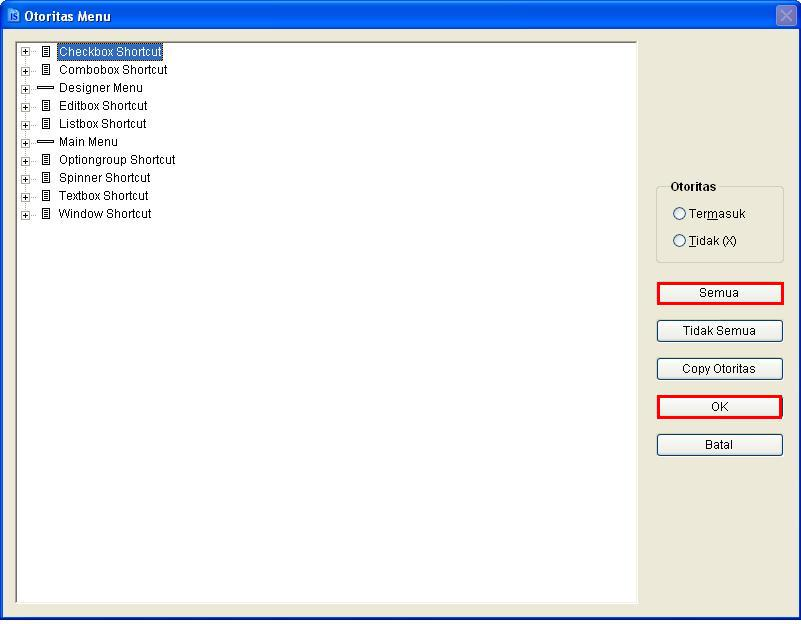 Otoritas Menu
Checkbox Shortcut
Combobox Shortcut
Designer Menu
Editbox Shortcut
Listbox Shortcut
Main Menu
Optiongroup Shortcut
Spinner Shortcut
Textbox Shortcut
Window Shortcut
Otoritas
Termasuk
Tidak (X)
Semua
Tidak Semua
Copy Otoritas
OK
Batal